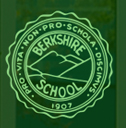 PRO·VITA·NON·PRO·SCHOLA·DISCIMUS
BERKSHIRE
SCHOOL
1907